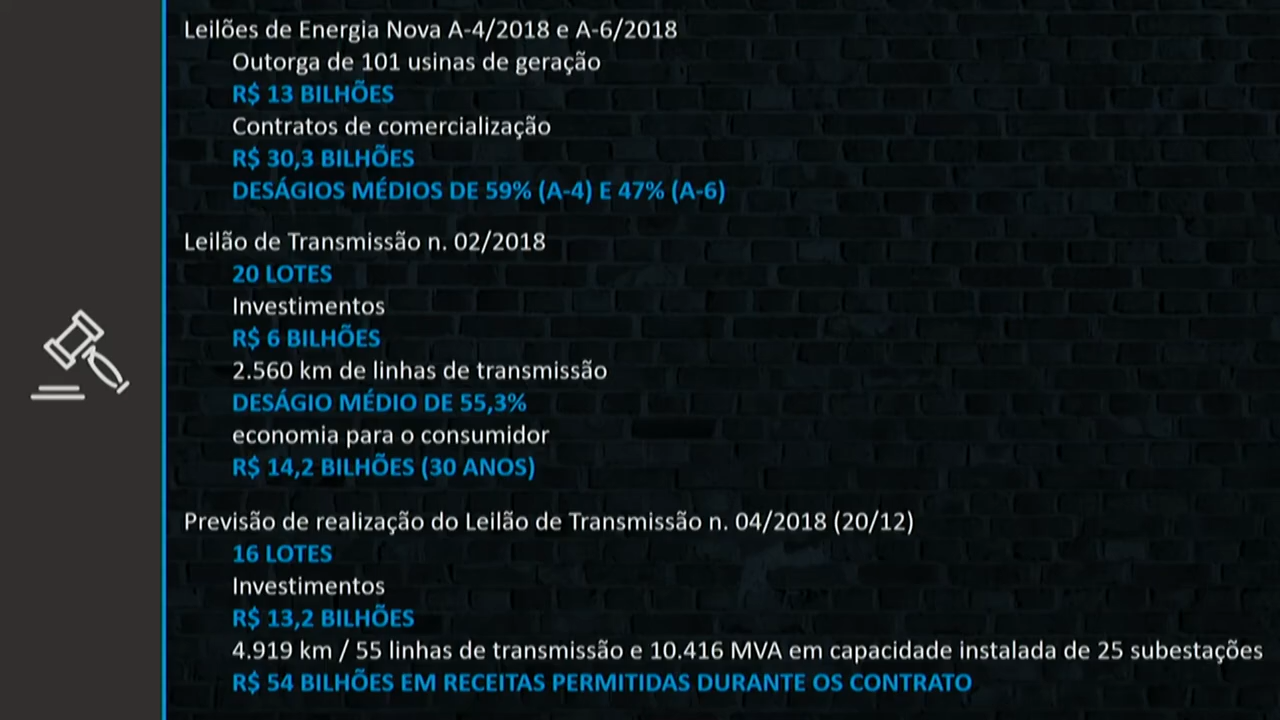 Leilões de Energia Nova A-4/2018 e A-6/2018
Outorga de 101 usinas de geração
R$ 13 BILHÕES
Contratos de comercialização
R$ 30,3 BILHÕES
DESÁGIOS MÉDIOS DE 59% (A-4) E 47% (A-6)
Leilão de Transmissão n. 02/2018
20 LOTES
Investimentos
R$ 6 BILHÕES
2.560 km de linhas de transmissão
DESÁGIO MÉDIO DE 55,3%
economia para o consumidor
R$ 14,2 BILHÕES (30 ANOS)
Previsão de realização do Leilão de Transmissão n. 04/2018 (20/12)
16 LOTES
Investimentos
R$ 13,2 BILHÕES
4.919 km / 55 linhas de transmissão e 10.416 MVA em capacidade instalada de 25 subestações
R$ 54 BILHÕES EM RECEITAS PERMITIDAS DURANTE OS CONTRATO